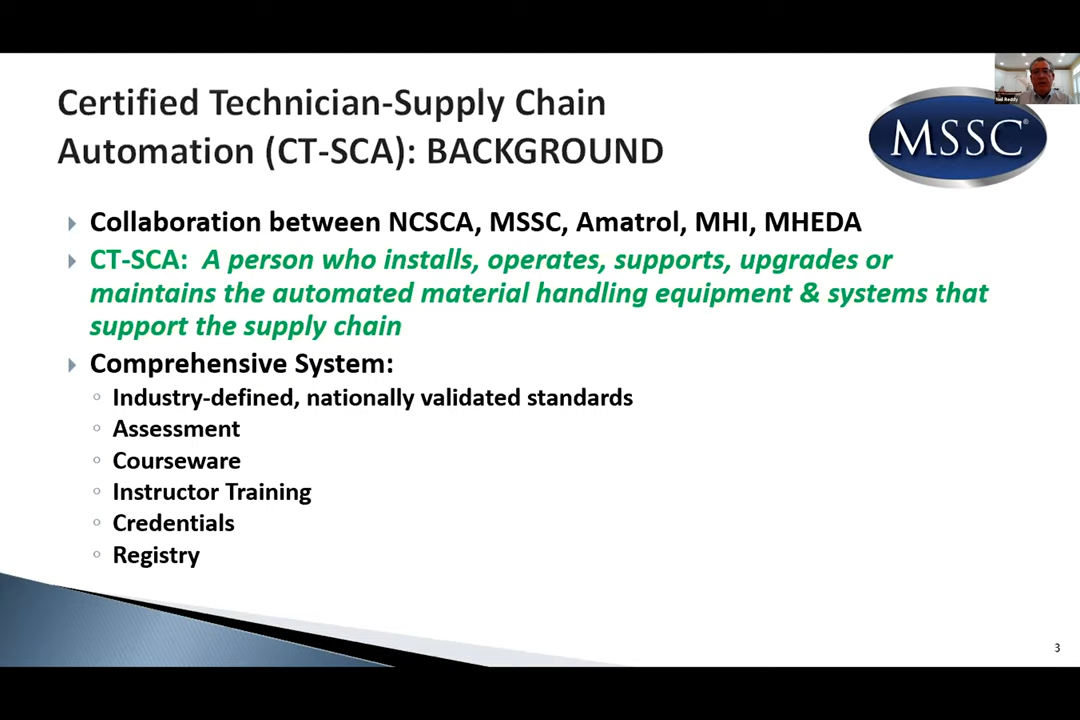 Certified Technician-Supply Chain
Automation (CT-SCA): BACKGROUND
MSSC®
Ned Reddy
Collaboration between NCSCA, MSSC, Amatrol, MHI, MHEDA
CT-SCA: A person who installs, operates, supports, upgrades or
maintains the automated material handling equipment & systems that
support the supply chain
Comprehensive System:
Industry-defined, nationally validated standards
Assessment
Courseware
Instructor Training
Credentials
Registry
3